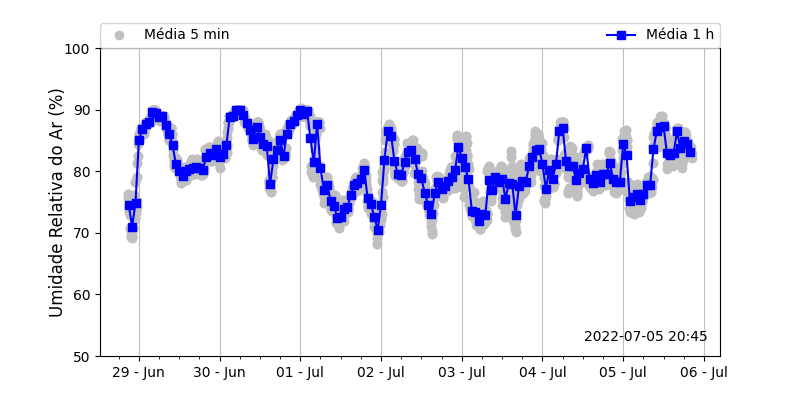 Média 5 min
Média 1 h
100
90
80
70
60
50
Umidade Relativa do Ar (%)
2022-07-05 20:45
29 - Jun
30 - Jun
01 - Jul
02 - Jul
03 - Jul
04 - Jul
05 - Jul
06 - Jul